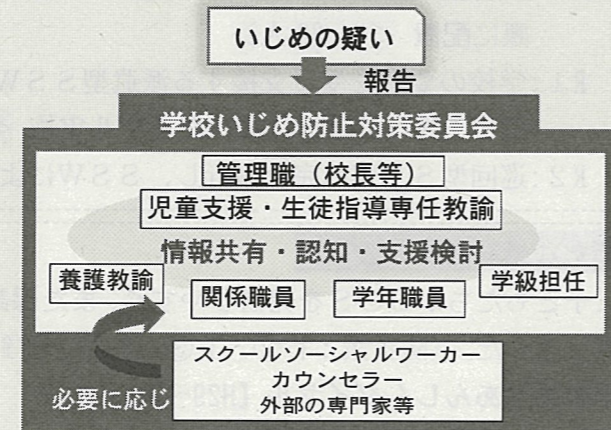 いじめの疑い
報告
学校いじめ防止対策委員会
管理職（校長等）
児童支援・生徒指導専任教諭
情報共有・認知・支援検討
養護教諭
関係職員
学年職員
学級担任
スクールソーシャルワーカー
カウンセラー
外部の専門家等
必要に応じ